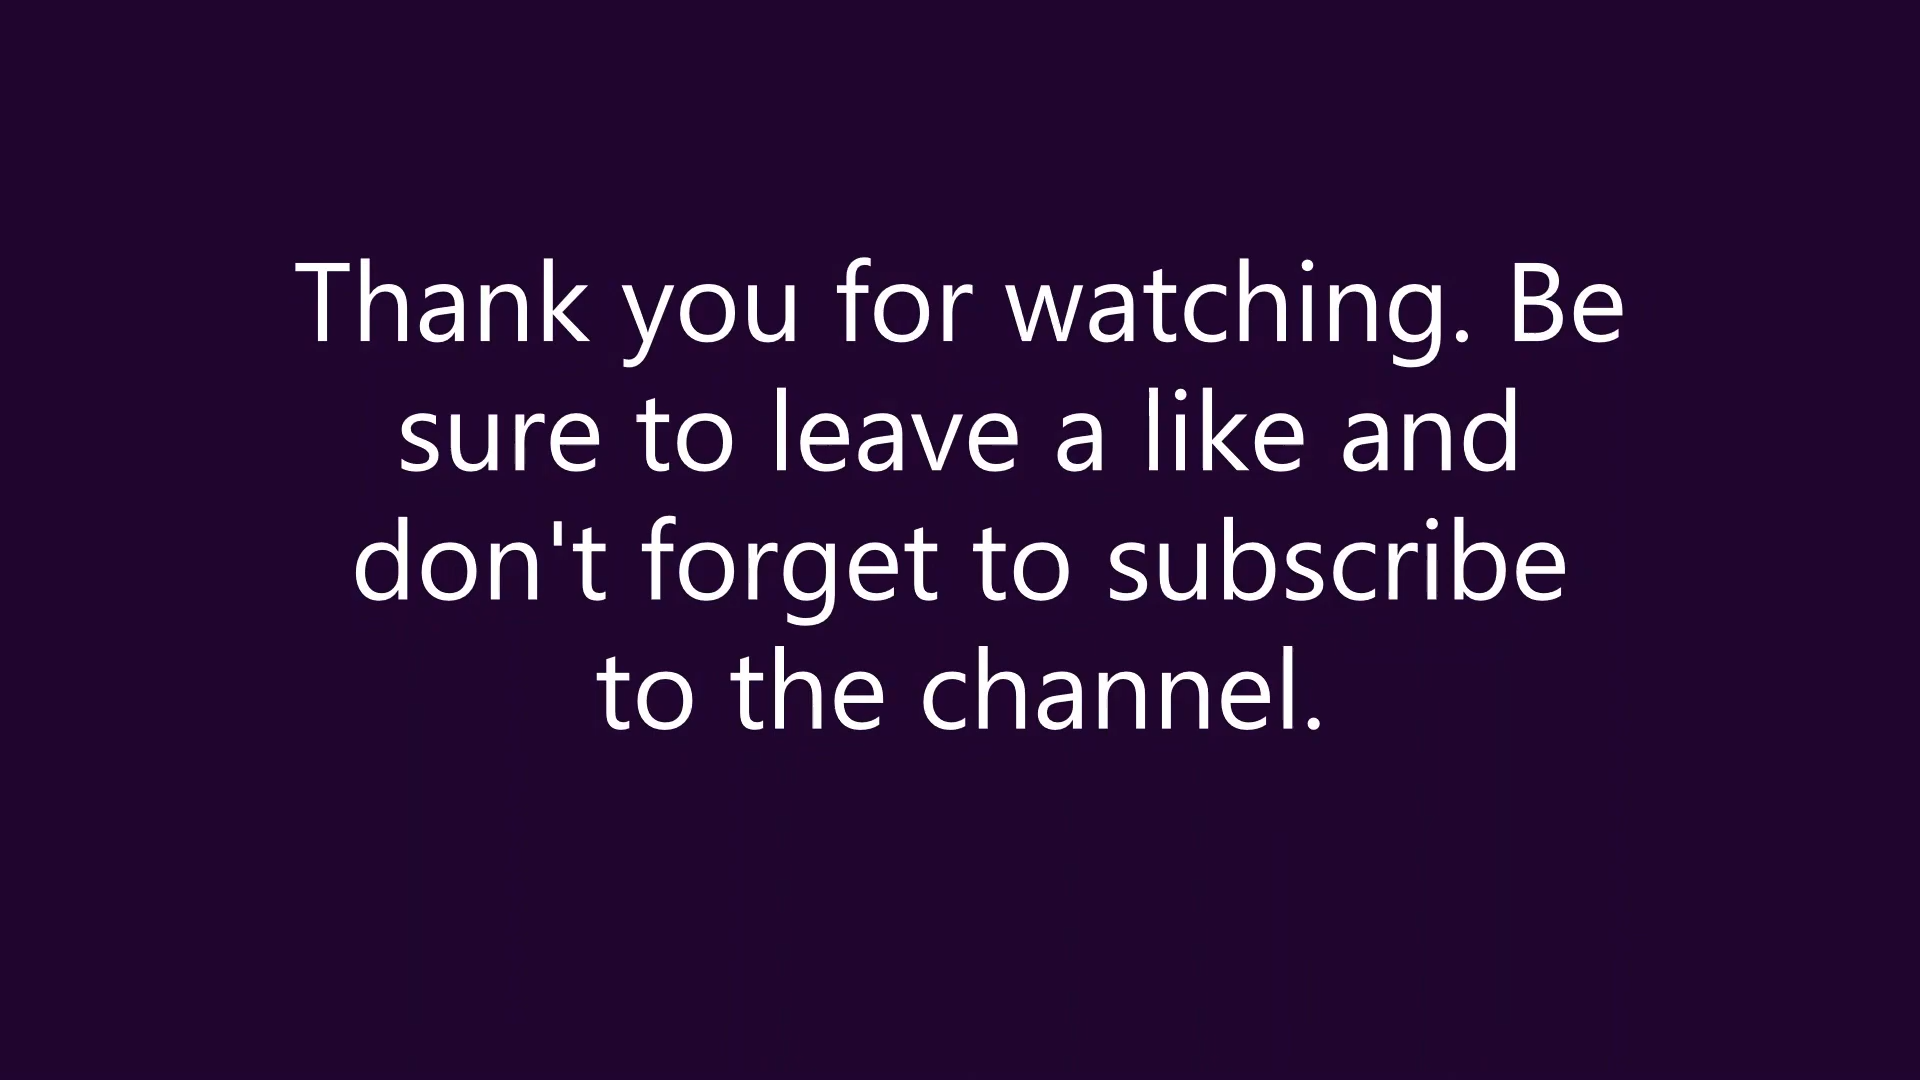 Thank you for watching. Be
sure to leave a like and
don't forget to subscribe
to the channel.